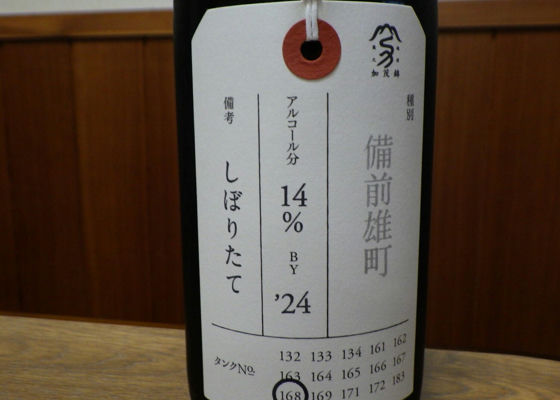 加茂錦
種別
備前雄町
アルコール分
14
%
BY
'24
備考
しぼりたて
タンクNo.
132 133 134 161 162
163 164 165 166 167
168 169 171 172 183